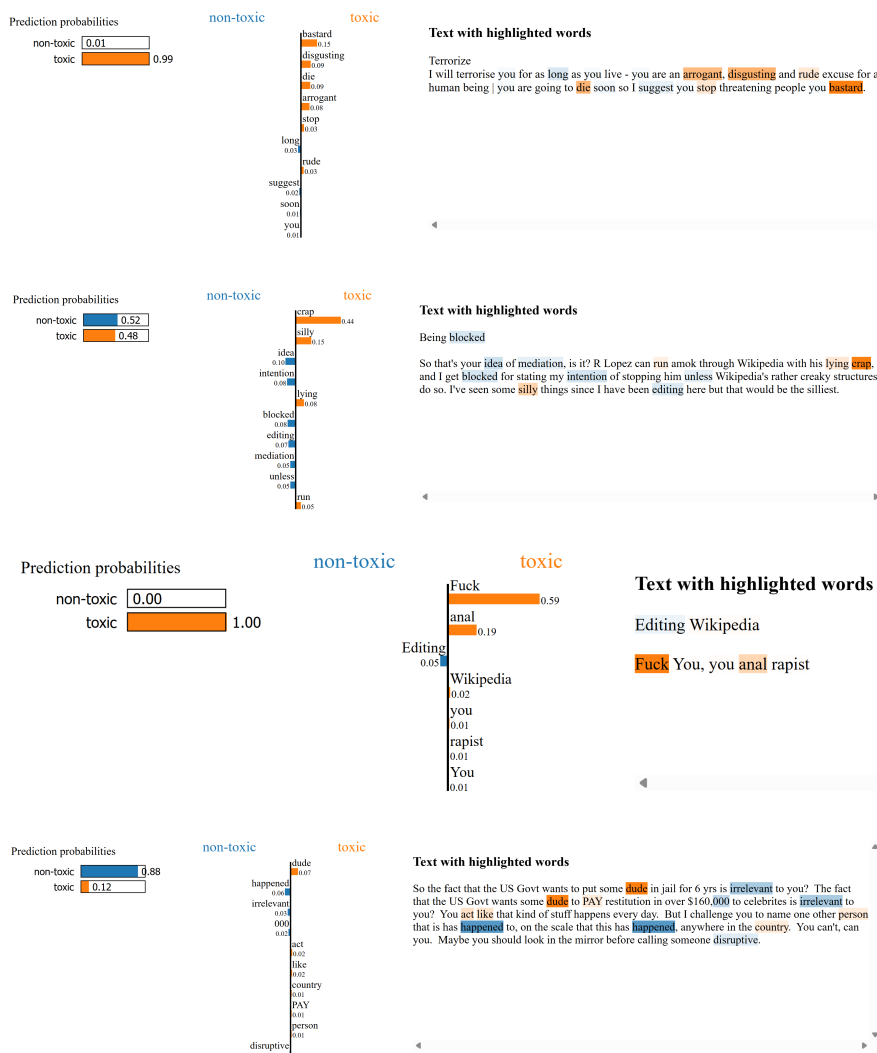 Prediction probabilities
non-toxic 0.01
toxic 0.99
non-toxic toxic
bastard
0.15
disgusting
0.09
die
0.09
arrogant
0.08
stop
0.03
long
0.03
rude
0.03
suggest
0.02
soon
0.01
you
0.01
Text with highlighted words
Terrorize
I will terrorise you for as long as you live - you are an arrogant, disgusting and rude excuse for a
human being | you are going to die soon so I suggest you stop threatening people you bastard.
Prediction probabilities
non-toxic 0.52
toxic 0.48
non-toxic toxic
crap
0.44
silly
0.15
idea
0.10
intention
0.08
lying
0.08
blocked
0.08
editing
0.07
mediation
0.05
unless
0.05
run
0.05
Text with highlighted words
Being blocked
So that's your idea of mediation, is it? R Lopez can run amok through Wikipedia with his lying crap,
and I get blocked for stating my intention of stopping him unless Wikipedia's rather creaky structures
do so. I've seen some silly things since I have been editing here but that would be the silliest.
Prediction probabilities
non-toxic 0.00
toxic 1.00
non-toxic toxic
Fuck
0.59
anal
0.19
Editing
0.05
Wikipedia
0.02
you
0.01
rapist
0.01
You
0.01
Text with highlighted words
Editing Wikipedia
Fuck You, you anal rapist
Prediction probabilities
non-toxic 0.88
toxic 0.12
non-toxic toxic
dude
0.07
happened
0.06
irrelevant
0.03
000
0.02
act
0.02
like
0.02
country
0.01
PAY
0.01
person
0.01
disruptive
Text with highlighted words
So the fact that the US Govt wants to put some dude in jail for 6 yrs is irrelevant to you? The fact
that the US Govt wants some dude to PAY restitution in over $160,000 to celebrites is irrelevant to
you? You act like that kind of stuff happens every day. But I challenge you to name one other person
that is has happened to, on the scale that this has happened, anywhere in the country. You can't, can
you. Maybe you should look in the mirror before calling someone disruptive.